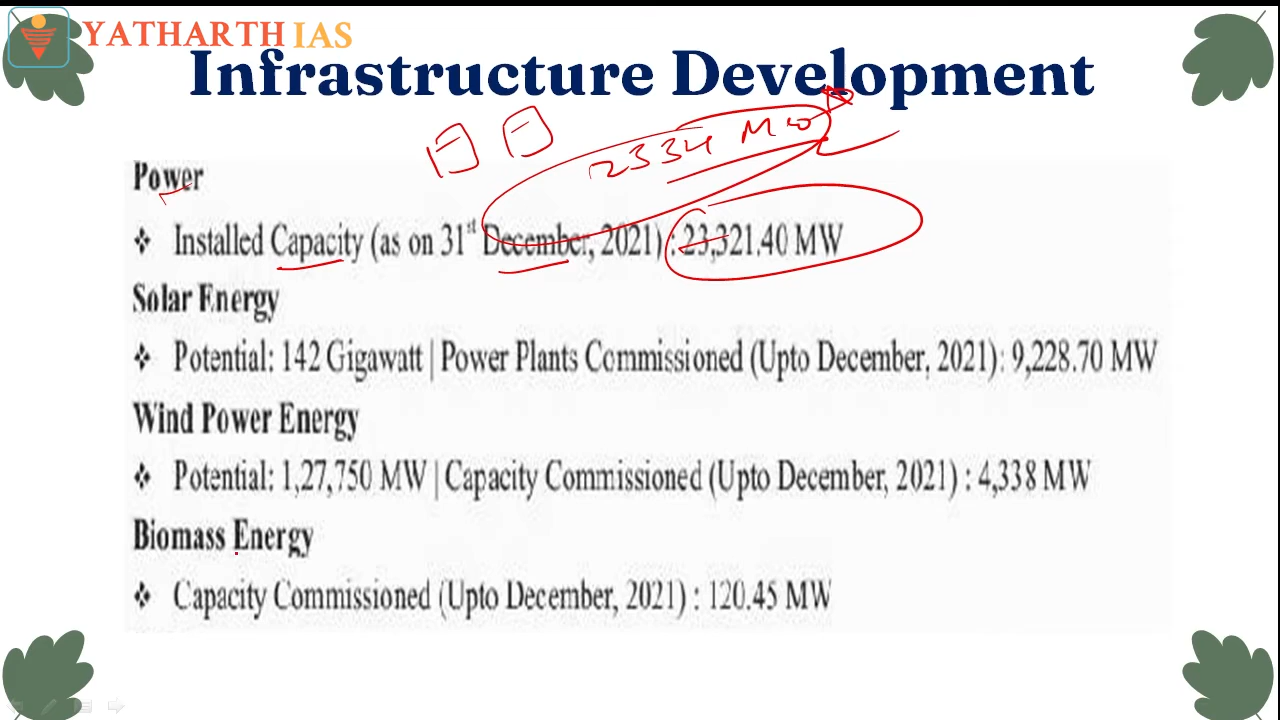 YATHARTH IAS
Infrastructure Development
2334 MW
Power
❖ Installed Capacity (as on 31st December, 2021) : 23,321.40 MW
Solar Energy
❖ Potential: 142 Gigawatt | Power Plants Commissioned (Upto December, 2021): 9,228.70 MW
Wind Power Energy
❖ Potential: 1,27,750 MW | Capacity Commissioned (Upto December, 2021) : 4,338 MW
Biomass Energy
❖ Capacity Commissioned (Upto December, 2021) : 120.45 MW